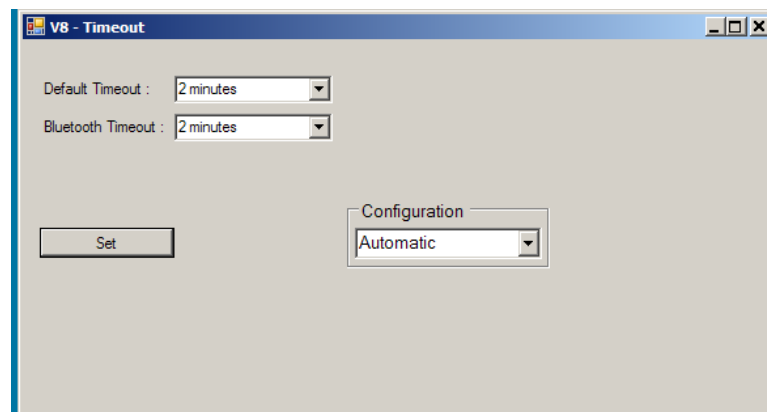 V8 - Timeout
Default Timeout : 2 minutes
Bluetooth Timeout : 2 minutes
Configuration
Set
Automatic